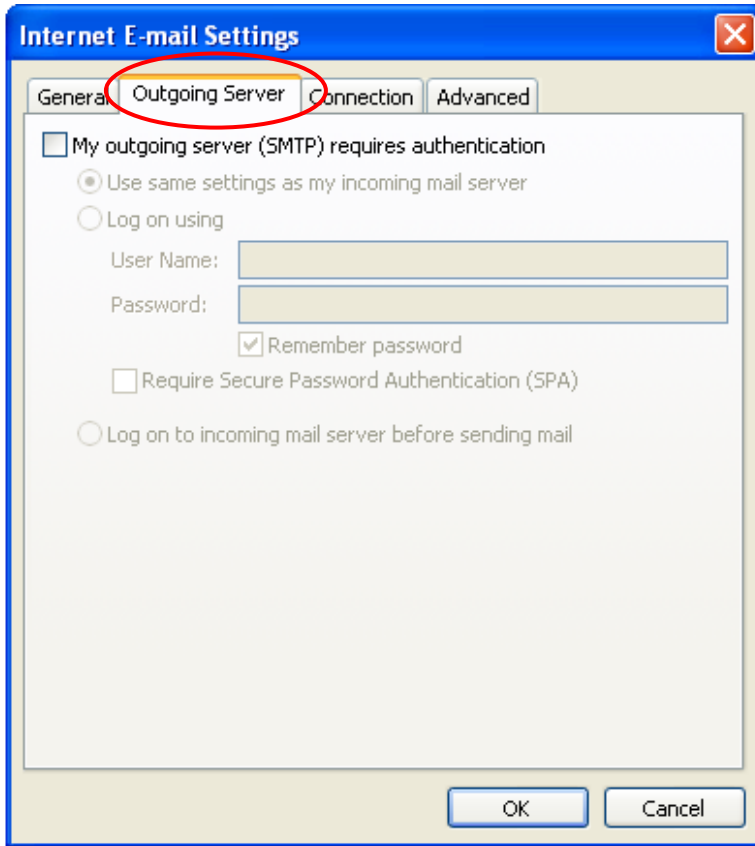 Internet E-mail Settings
General Outgoing Server Connection Advanced
My outgoing server (SMTP) requires authentication
Use same settings as my incoming mail server
Log on using
User Name:
Password:
Remember password
Require Secure Password Authentication (SPA)
Log on to incoming mail server before sending mail
OK Cancel